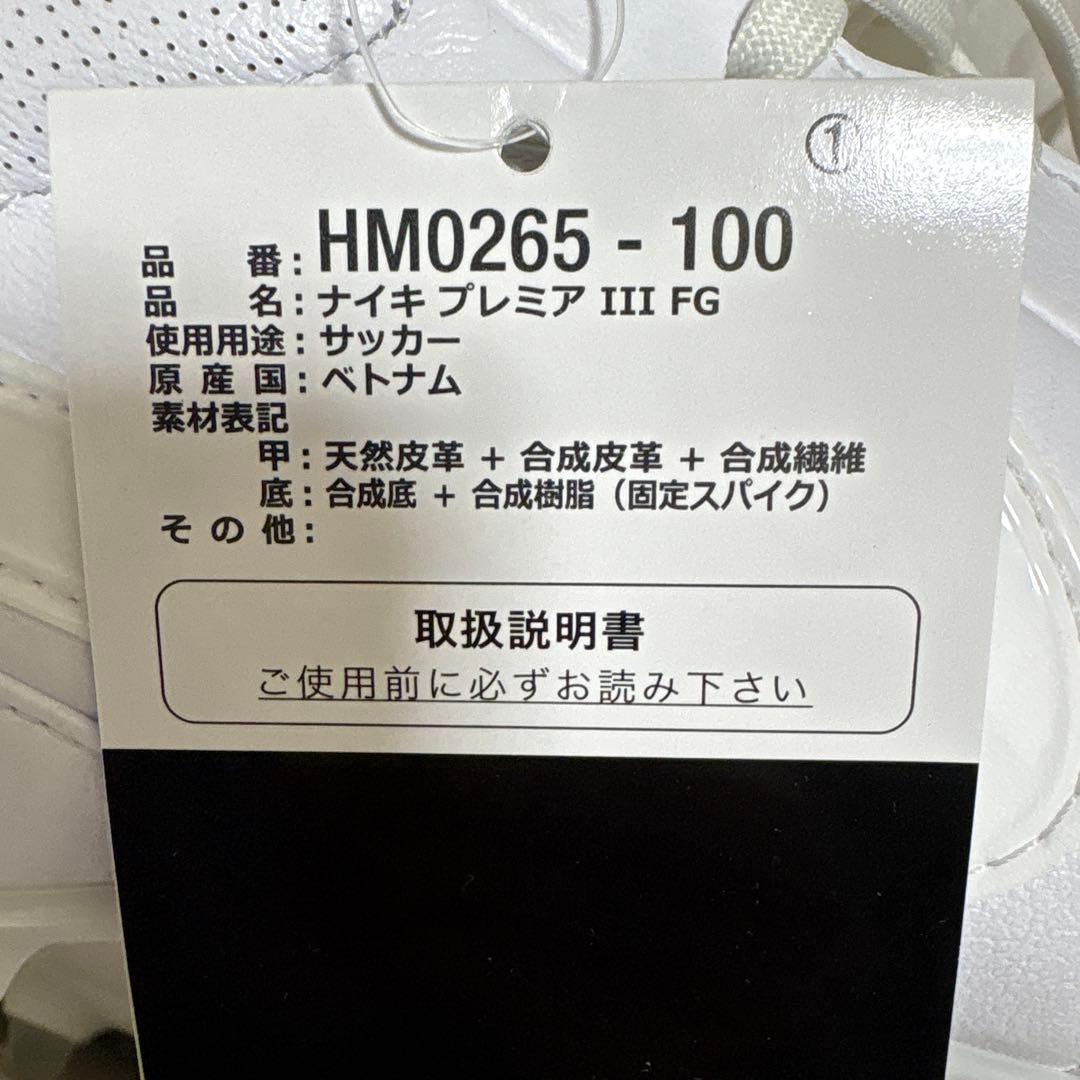 ①
品番：HM0265 - 100
品名：ナイキ プレミア III FG
使用用途：サッカー
原産国：ベトナム
素材表記
甲：天然皮革 + 合成皮革 + 合成繊維
底：合成底 + 合成樹脂（固定スパイク）
その他：
取扱説明書
ご使用前に必ずお読み下さい